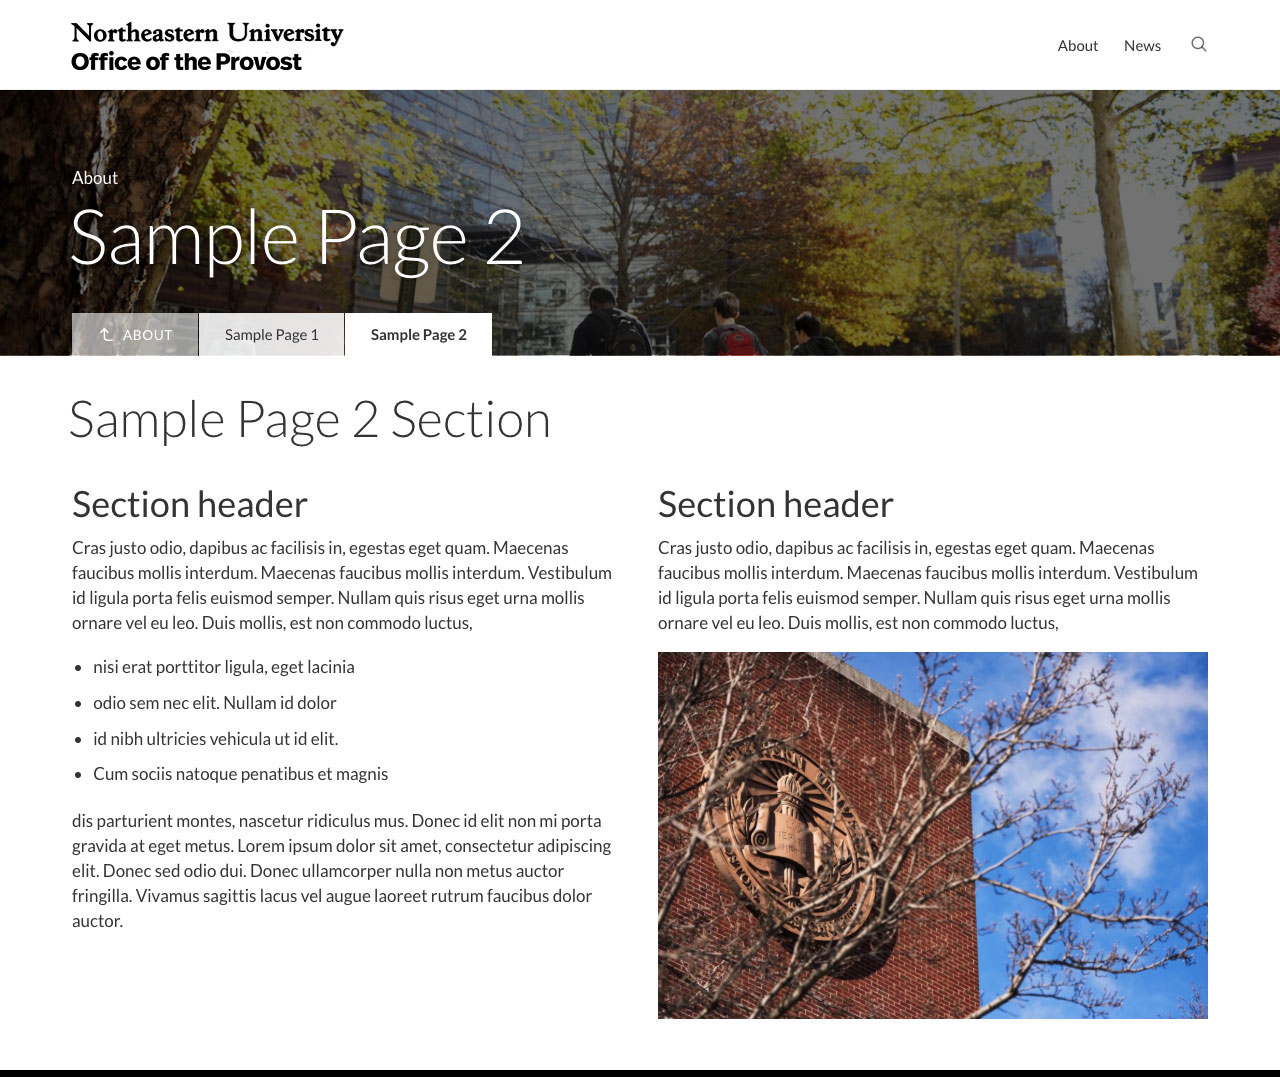 Northeastern University
Office of the Provost
About
News
About
Sample Page 2
ABOUT
Sample Page 1
Sample Page 2
Sample Page 2 Section
Section header
Cras justo odio, dapibus ac facilisis in, egestas eget quam. Maecenas
faucibus mollis interdum. Maecenas faucibus mollis interdum. Vestibulum
id ligula porta felis euismod semper. Nullam quis risus eget urna mollis
ornare vel eu leo. Duis mollis, est non commodo luctus,
• nisi erat porttitor ligula, eget lacinia
• odio sem nec elit. Nullam id dolor
• id nibh ultricies vehicula ut id elit.
• Cum sociis natoque penatibus et magnis
dis parturient montes, nascetur ridiculus mus. Donec id elit non mi porta
gravida at eget metus. Lorem ipsum dolor sit amet, consectetur adipiscing
elit. Donec sed odio dui. Donec ullamcorper nulla non metus auctor
fringilla. Vivamus sagittis lacus vel augue laoreet rutrum faucibus dolor
auctor.
Section header
Cras justo odio, dapibus ac facilisis in, egestas eget quam. Maecenas
faucibus mollis interdum. Maecenas faucibus mollis interdum. Vestibulum
id ligula porta felis euismod semper. Nullam quis risus eget urna mollis
ornare vel eu leo. Duis mollis, est non commodo luctus,